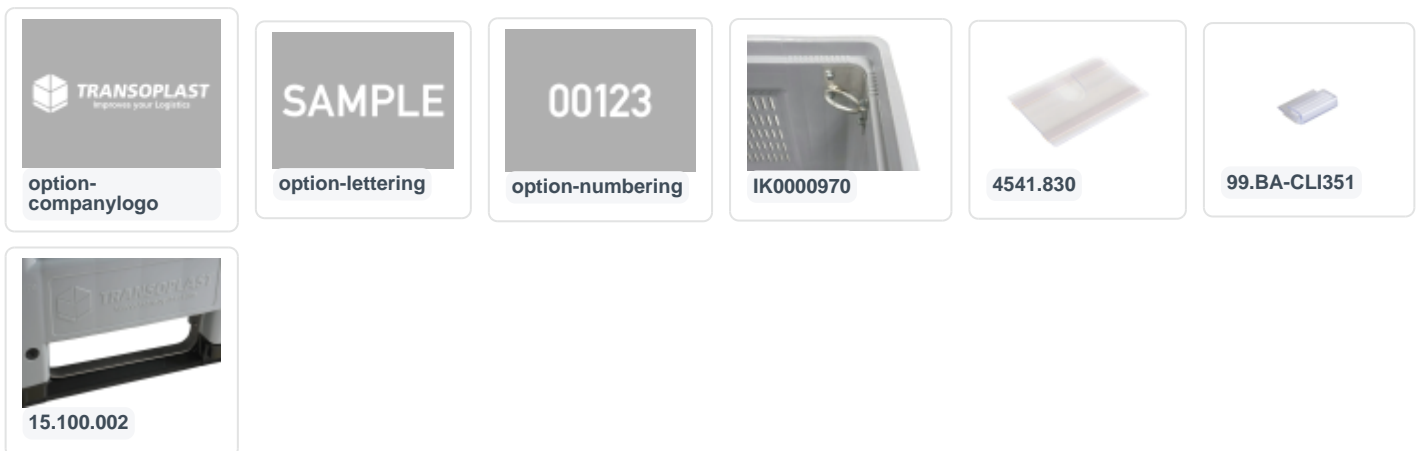 TRANSOPLAST
Improves your Logistics
option-
companylogo
SAMPLE
option-lettering
00123
option-numbering
IK0000970
4541.830
99.BA-CLI351
TRANSOPLAST
15.100.002